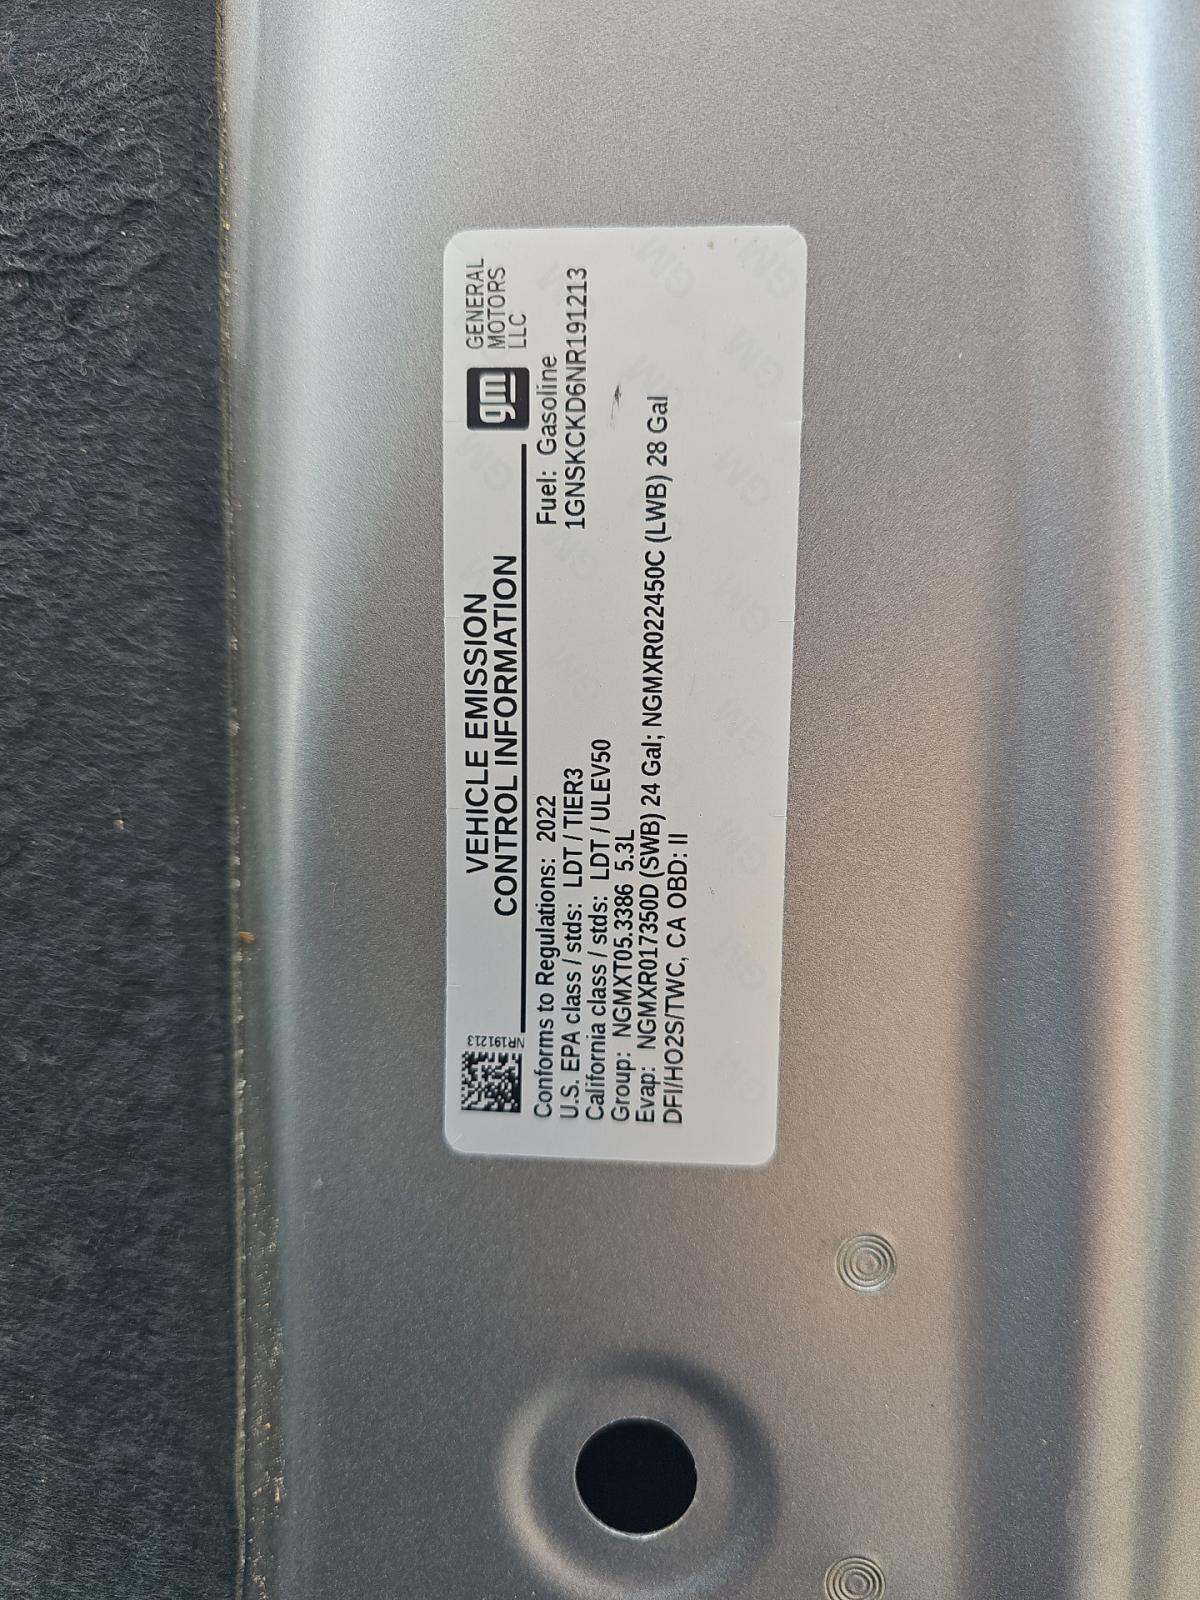 NR191213
VEHICLE EMISSION
CONTROL INFORMATION
gm
GENERAL
MOTORS
LLC
Conforms to Regulations: 2022
Fuel: Gasoline
U.S. EPA class / stds: LDT / TIER3
1GNSKCKD6NR191213
California class / stds: LDT / ULEV50
Group: NGMXT05.3386 5.3L
Evap: NGMXR017350D (SWB) 24 Gal; NGMXR022450C (LWB) 28 Gal
DFI/HO2S/TWC, CA OBD: II